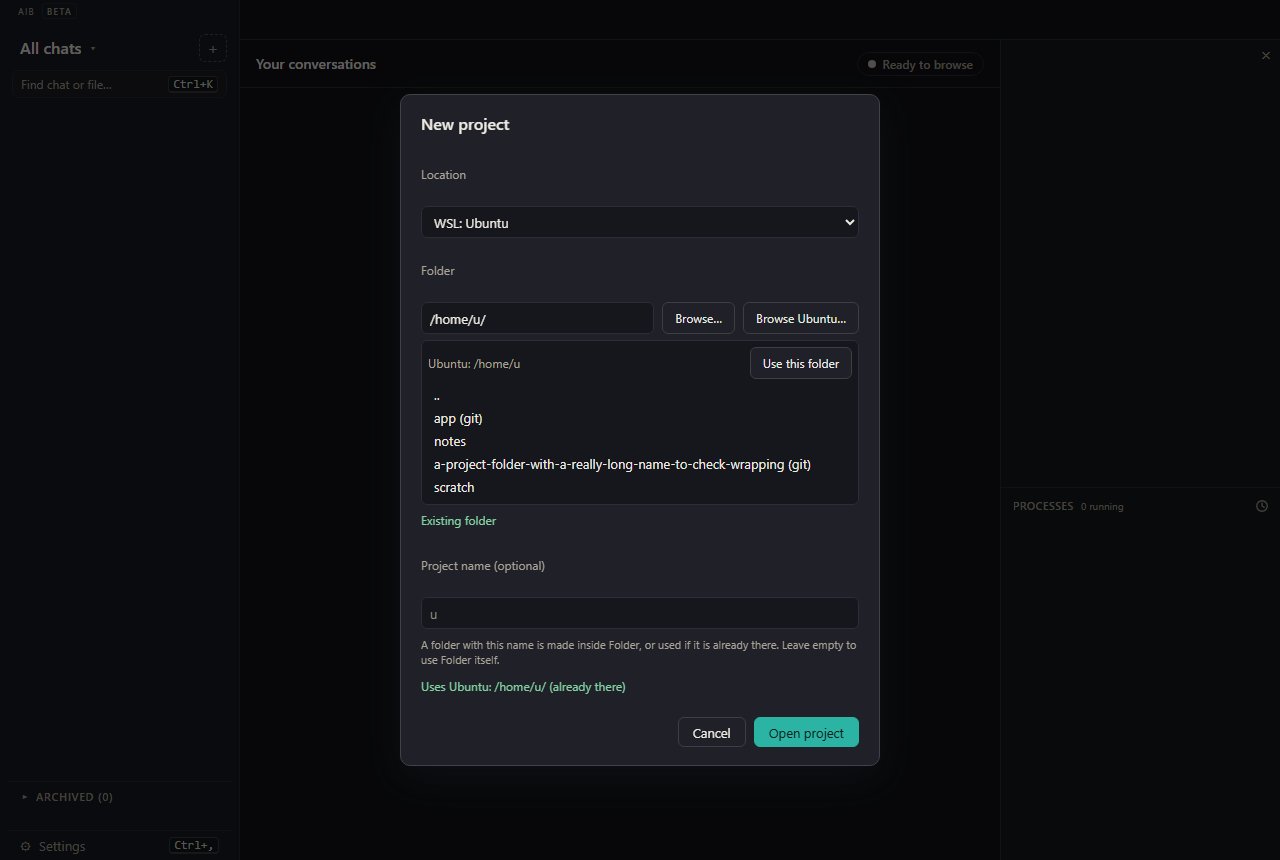 AIB BETA
All chats
+
Find chat or file... Ctrl+K
Your conversations
Ready to browse
×
New project
Location
WSL: Ubuntu
Folder
/home/u/ Browse... Browse Ubuntu...
Ubuntu: /home/u Use this folder
..
app (git)
notes
a-project-folder-with-a-really-long-name-to-check-wrapping (git)
scratch
Existing folder
Project name (optional)
u
A folder with this name is made inside Folder, or used if it is already there. Leave empty to
use Folder itself.
Uses Ubuntu: /home/u/ (already there)
Cancel Open project
PROCESSES 0 running
ARCHIVED (0)
Settings Ctrl+,